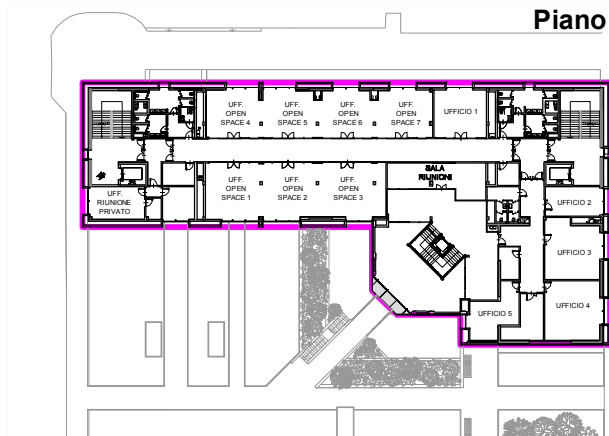 Piano
UFF.
OPEN
SPACE 4
UFF.
OPEN
SPACE 5
UFF.
OPEN
SPACE 6
UFF.
OPEN
SPACE 7
UFFICIO 1
UFF.
RIUNIONE
PRIVATO
UFF.
OPEN
SPACE 1
UFF.
OPEN
SPACE 2
UFF.
OPEN
SPACE 3
SALA
RIUNIONI
UFFICIO 2
UFFICIO 3
UFFICIO 4
UFFICIO 5